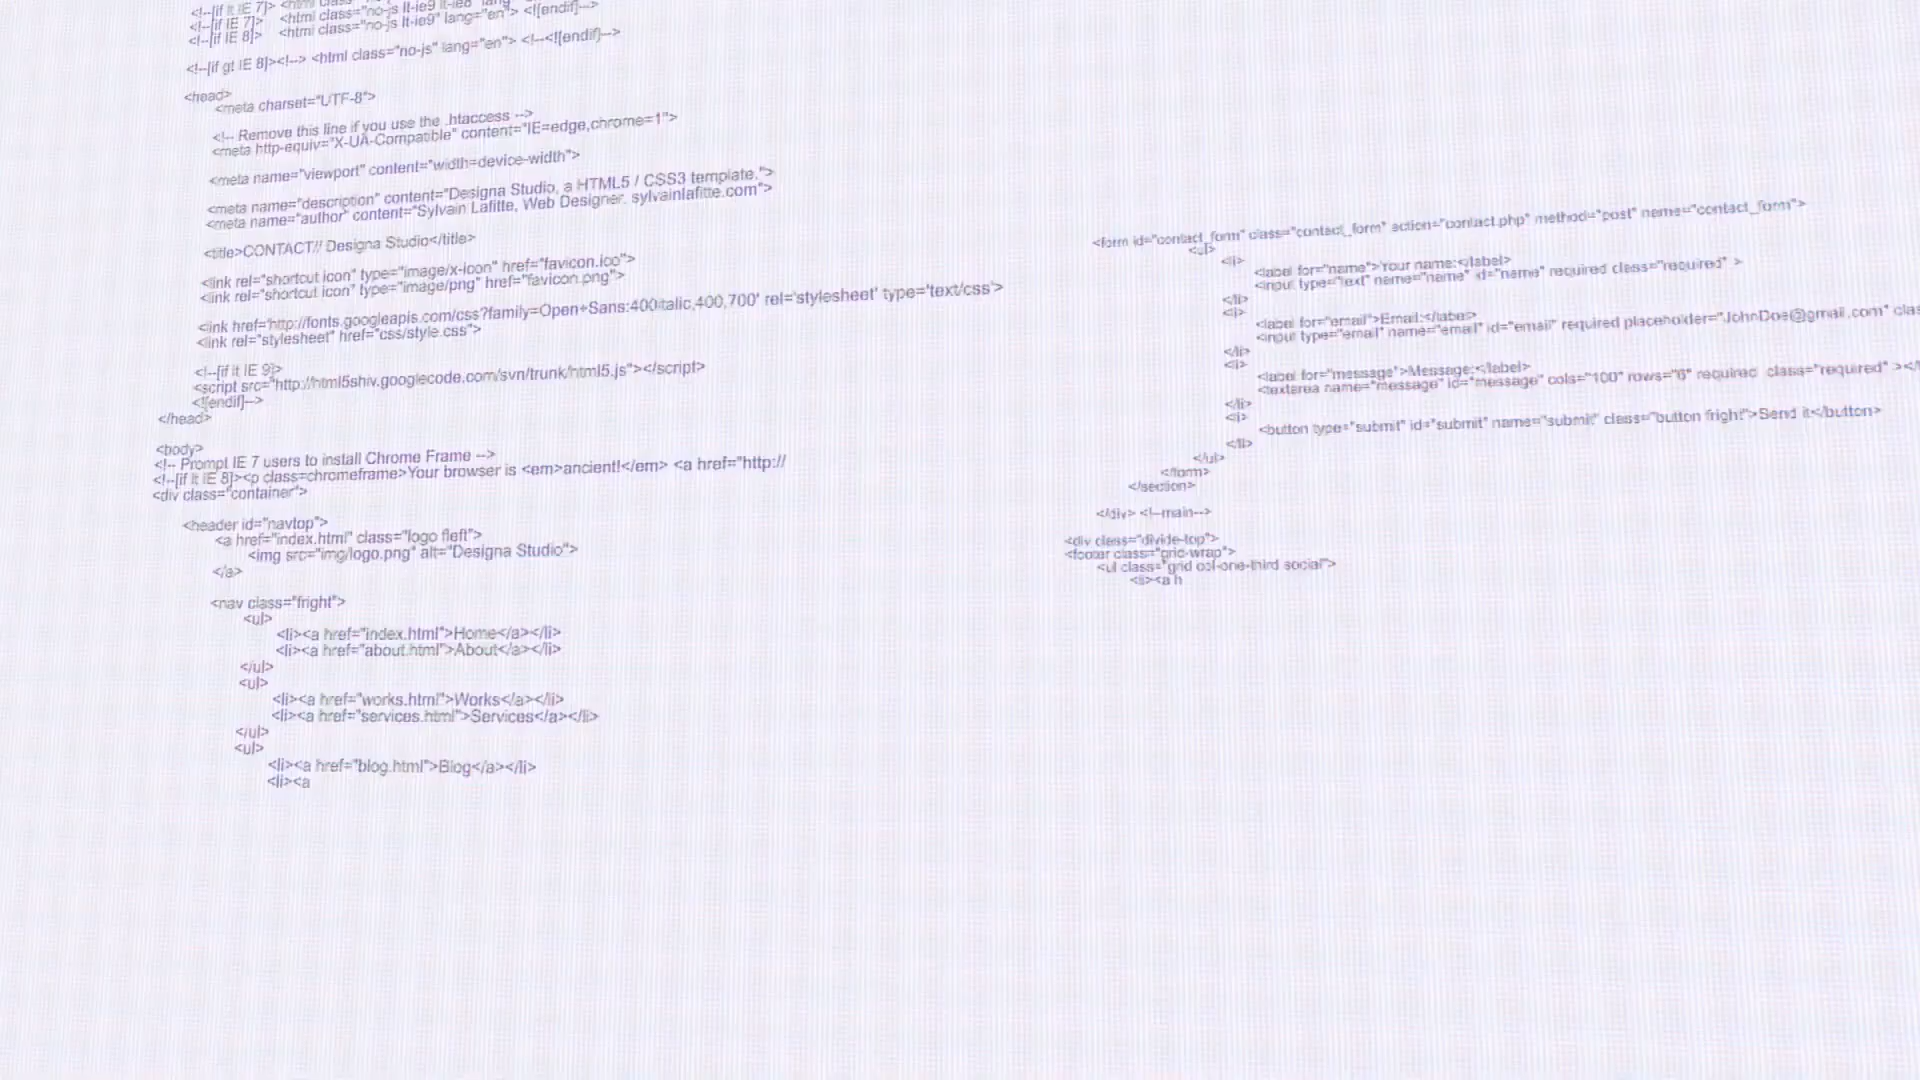 <!--[if lt IE 7]> <html class="no-js lt-ie9 lt-ie8
<!--[if IE 7]> <html class="no-js lt-ie9 lt-ie8" lang="en"> <![endif]-->
<!--[if IE 8]> <html class="no-js lt-ie9" lang="en"> <![endif]-->
<!--[if gt IE 8]><!--> <html class="no-js" lang="en"> <!--<![endif]-->
<head>
<meta charset="UTF-8">
<!-- Remove this line if you use the .htaccess -->
<meta http-equiv="X-UA-Compatible" content="IE=edge,chrome=1">
<meta name="viewport" content="width=device-width">
<meta name="description" content="Designa Studio, a HTML5 / CSS3 template.">
<meta name="author" content="Sylvain Lafitte, Web Designer, sylvainlafitte.com">
<title>CONTACT// Designa Studio</title>
<link rel="shortcut icon" type="image/x-icon" href="favicon.ico">
<link rel="shortcut icon" type="image/png" href="favicon.png">
<link href='http://fonts.googleapis.com/css?family=Open+Sans:400italic,400,700' rel='stylesheet' type='text/css'>
<link rel="stylesheet" href="css/style.css">
<!--[if lt IE 9]>
<script src="http://html5shiv.googlecode.com/svn/trunk/html5.js"></script>
<![endif]-->
</head>
<body>
<!-- Prompt IE 7 users to install Chrome Frame -->
<!--[if lt IE 8]><p class=chromeframe>Your browser is <em>ancient!</em> <a href="http://
<div class="container">
<header id="navtop">
<a href="index.html" class="logo fleft">
<img src="img/logo.png" alt="Designa Studio">
</a>
<nav class="fright">
<ul>
<li><a href="index.html">Home</a></li>
<li><a href="about.html">About</a></li>
</ul>
<ul>
<li><a href="works.html">Works</a></li>
<li><a href="services.html">Services</a></li>
</ul>
<ul>
<li><a href="blog.html">Blog</a></li>
<li><a
<form id="contact_form" class="contact_form" action="contact.php" method="post" name="contact_form">
<ul>
<li>
<label for="name">Your name:</label>
<input type="text" name="name" id="name" required class="required" >
</li>
<li>
<label for="email">Email:</label>
<input type="email" name="email" id="email" required placeholder="JohnDoe@gmail.com" clas
</li>
<li>
<label for="message">Message:</label>
<textarea name="message" id="message" cols="100" rows="6" required class="required" ></
</li>
<li>
<button type="submit" id="submit" name="submit" class="button fright">Send it</button>
</li>
</ul>
</form>
</section>
</div> <!--main-->
<div class="divide-top">
<footer class="grid-wrap">
<ul class="grid col-one-third social">
<li><a h